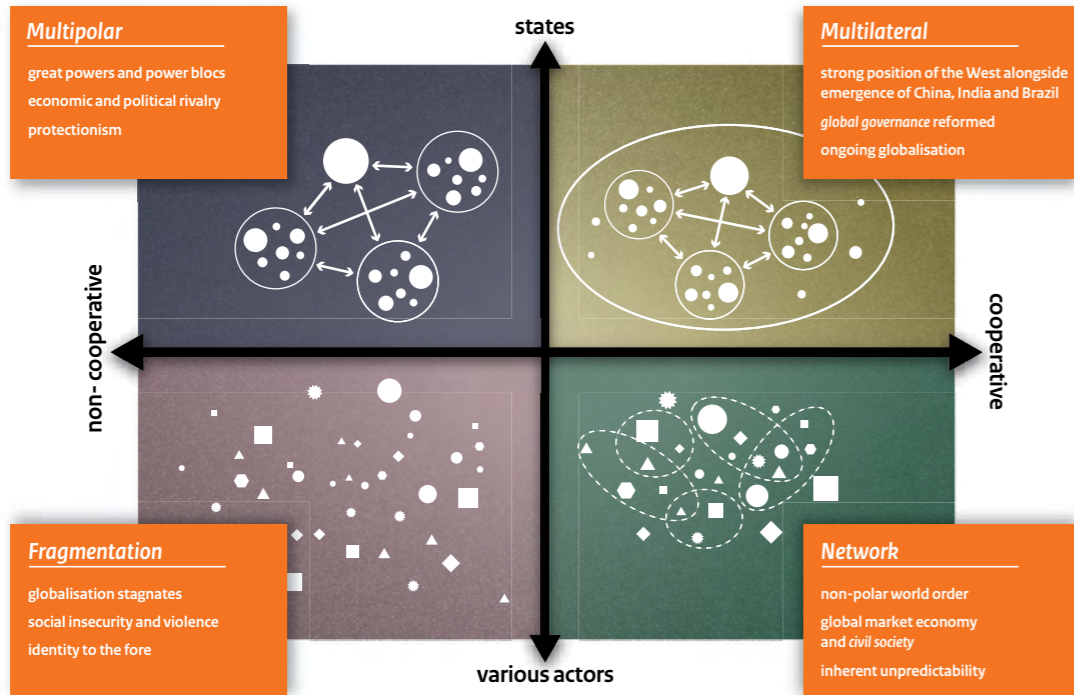 states
Multipolar
great powers and power blocs
economic and political rivalry
protectionism
Multilateral
strong position of the West alongside
emergence of China, India and Brazil
global governance reformed
ongoing globalisation
non- cooperative
cooperative
Fragmentation
globalisation stagnates
social insecurity and violence
identity to the fore
Network
non-polar world order
global market economy
and civil society
inherent unpredictability
various actors